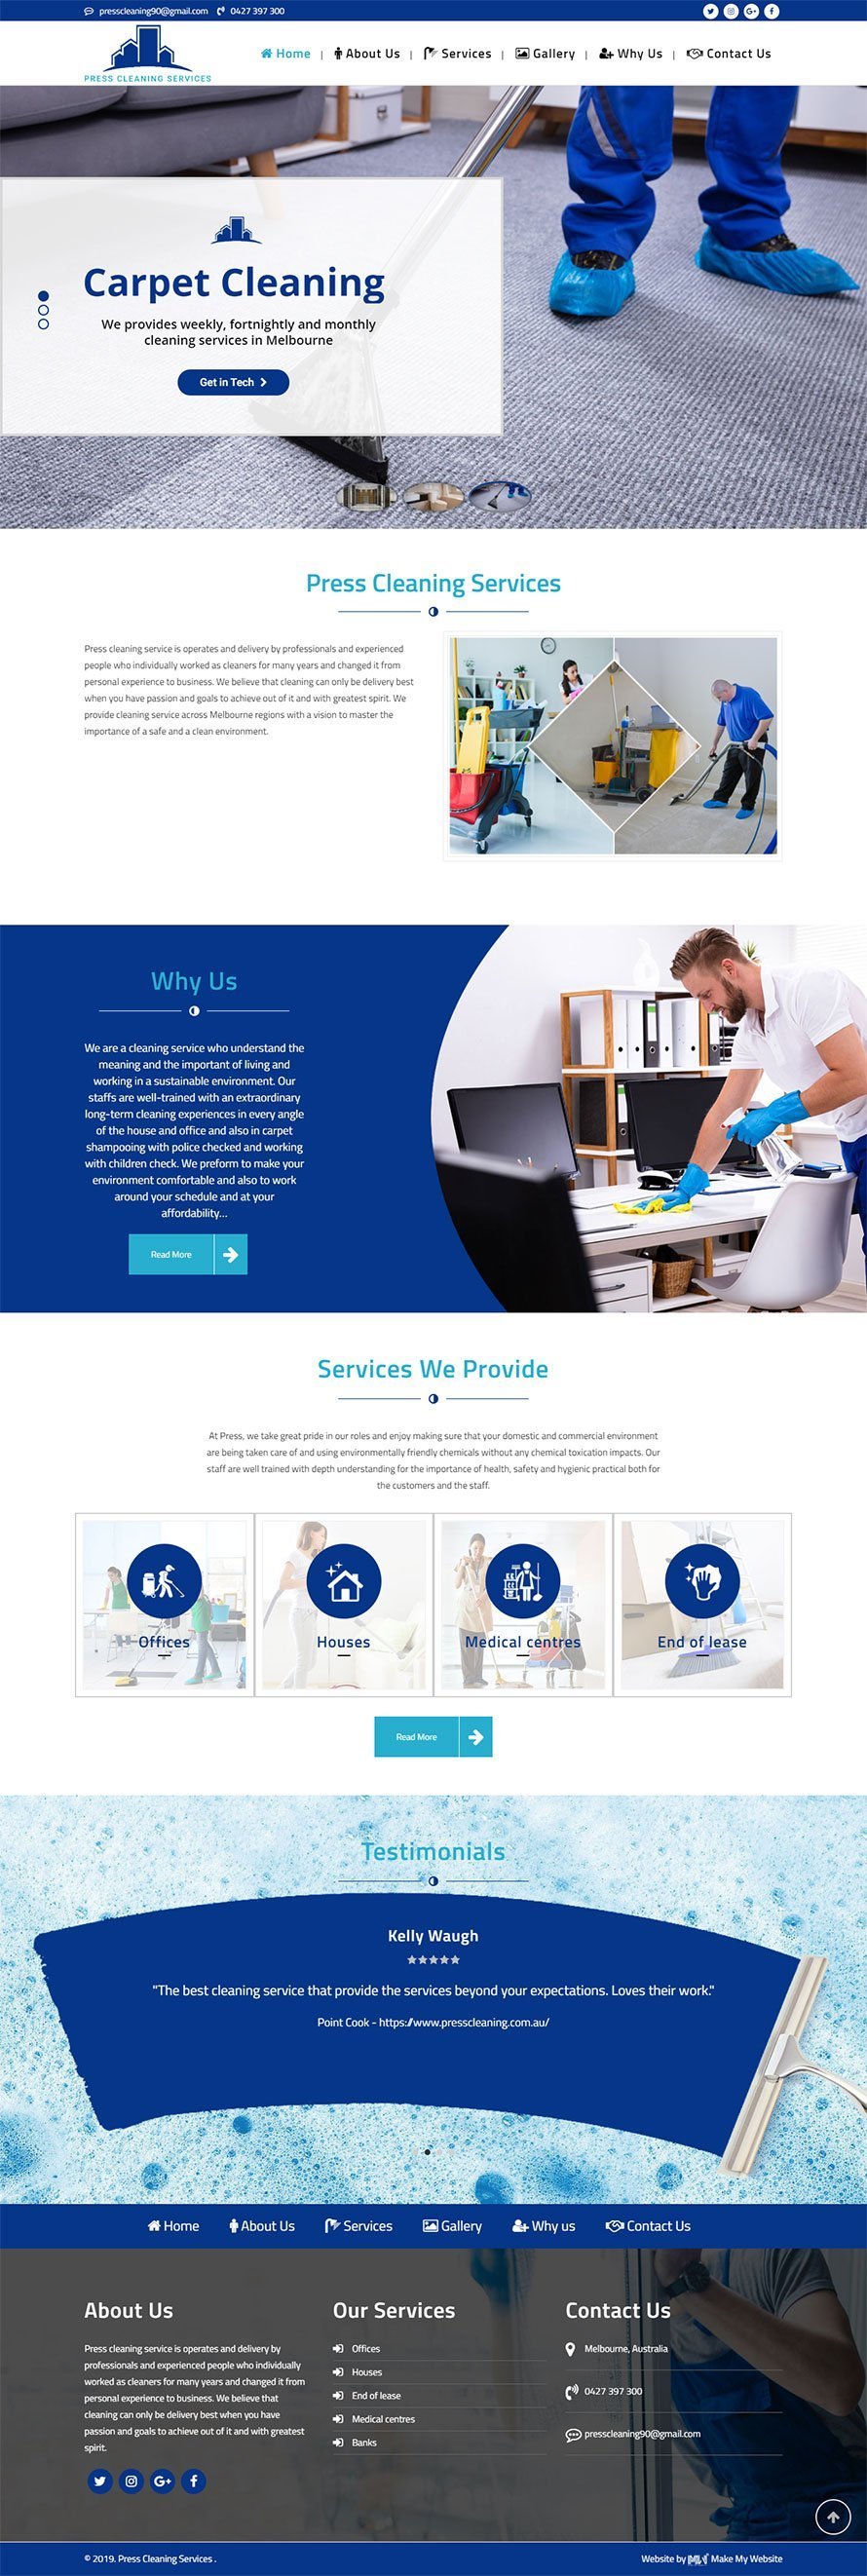 presscleaning90@gmail.com 0427 397 300
PRESS CLEANING SERVICES
Home | About Us | Services | Gallery | Why Us | Contact Us
Carpet Cleaning
We provides weekly, fortnightly and monthly
cleaning services in Melbourne
Get in Tech
Press Cleaning Services
Press cleaning service is operates and delivery by professionals and experienced
people who individually worked as cleaners for many years and changed it from
personal experience to business. We believe that cleaning can only be delivery best
when you have passion and goals to achieve out of it and with greatest spirit. We
provide cleaning service across Melbourne regions with a vision to master the
importance of a safe and a clean environment.
Why Us
We are a cleaning service who understand the
meaning and the important of living and
working in a sustainable environment. Our
staffs are well-trained with an extraordinary
long-term cleaning experiences in every angle
of the house and office and also in carpet
shampooing with police checked and working
with children check. We preform to make your
environment comfortable and also to work
around your schedule and at your
affordability...
Read More
Services We Provide
At Press, we take great pride in our roles and enjoy making sure that your domestic and commercial environment
are being taken care of and using environmentally friendly chemicals without any chemical toxication impacts. Our
staff are well trained with depth understanding for the importance of health, safety and hygienic practical both for
the customers and the staff.
Offices
Houses
Medical centres
End of lease
Read More
Testimonials
Kelly Waugh
"The best cleaning service that provide the services beyond your expectations. Loves their work."
Point Cook - https://www.presscleaning.com.au/
Home About Us Services Gallery Why us Contact Us
About Us
Press cleaning service is operates and delivery by
professionals and experienced people who individually
worked as cleaners for many years and changed it from
personal experience to business. We believe that
cleaning can only be delivery best when you have
passion and goals to achieve out of it and with greatest
spirit.
Our Services
Offices
Houses
End of lease
Medical centres
Banks
Contact Us
Melbourne, Australia
0427 397 300
presscleaning90@gmail.com
© 2019. Press Cleaning Services .
Website by Make My Website